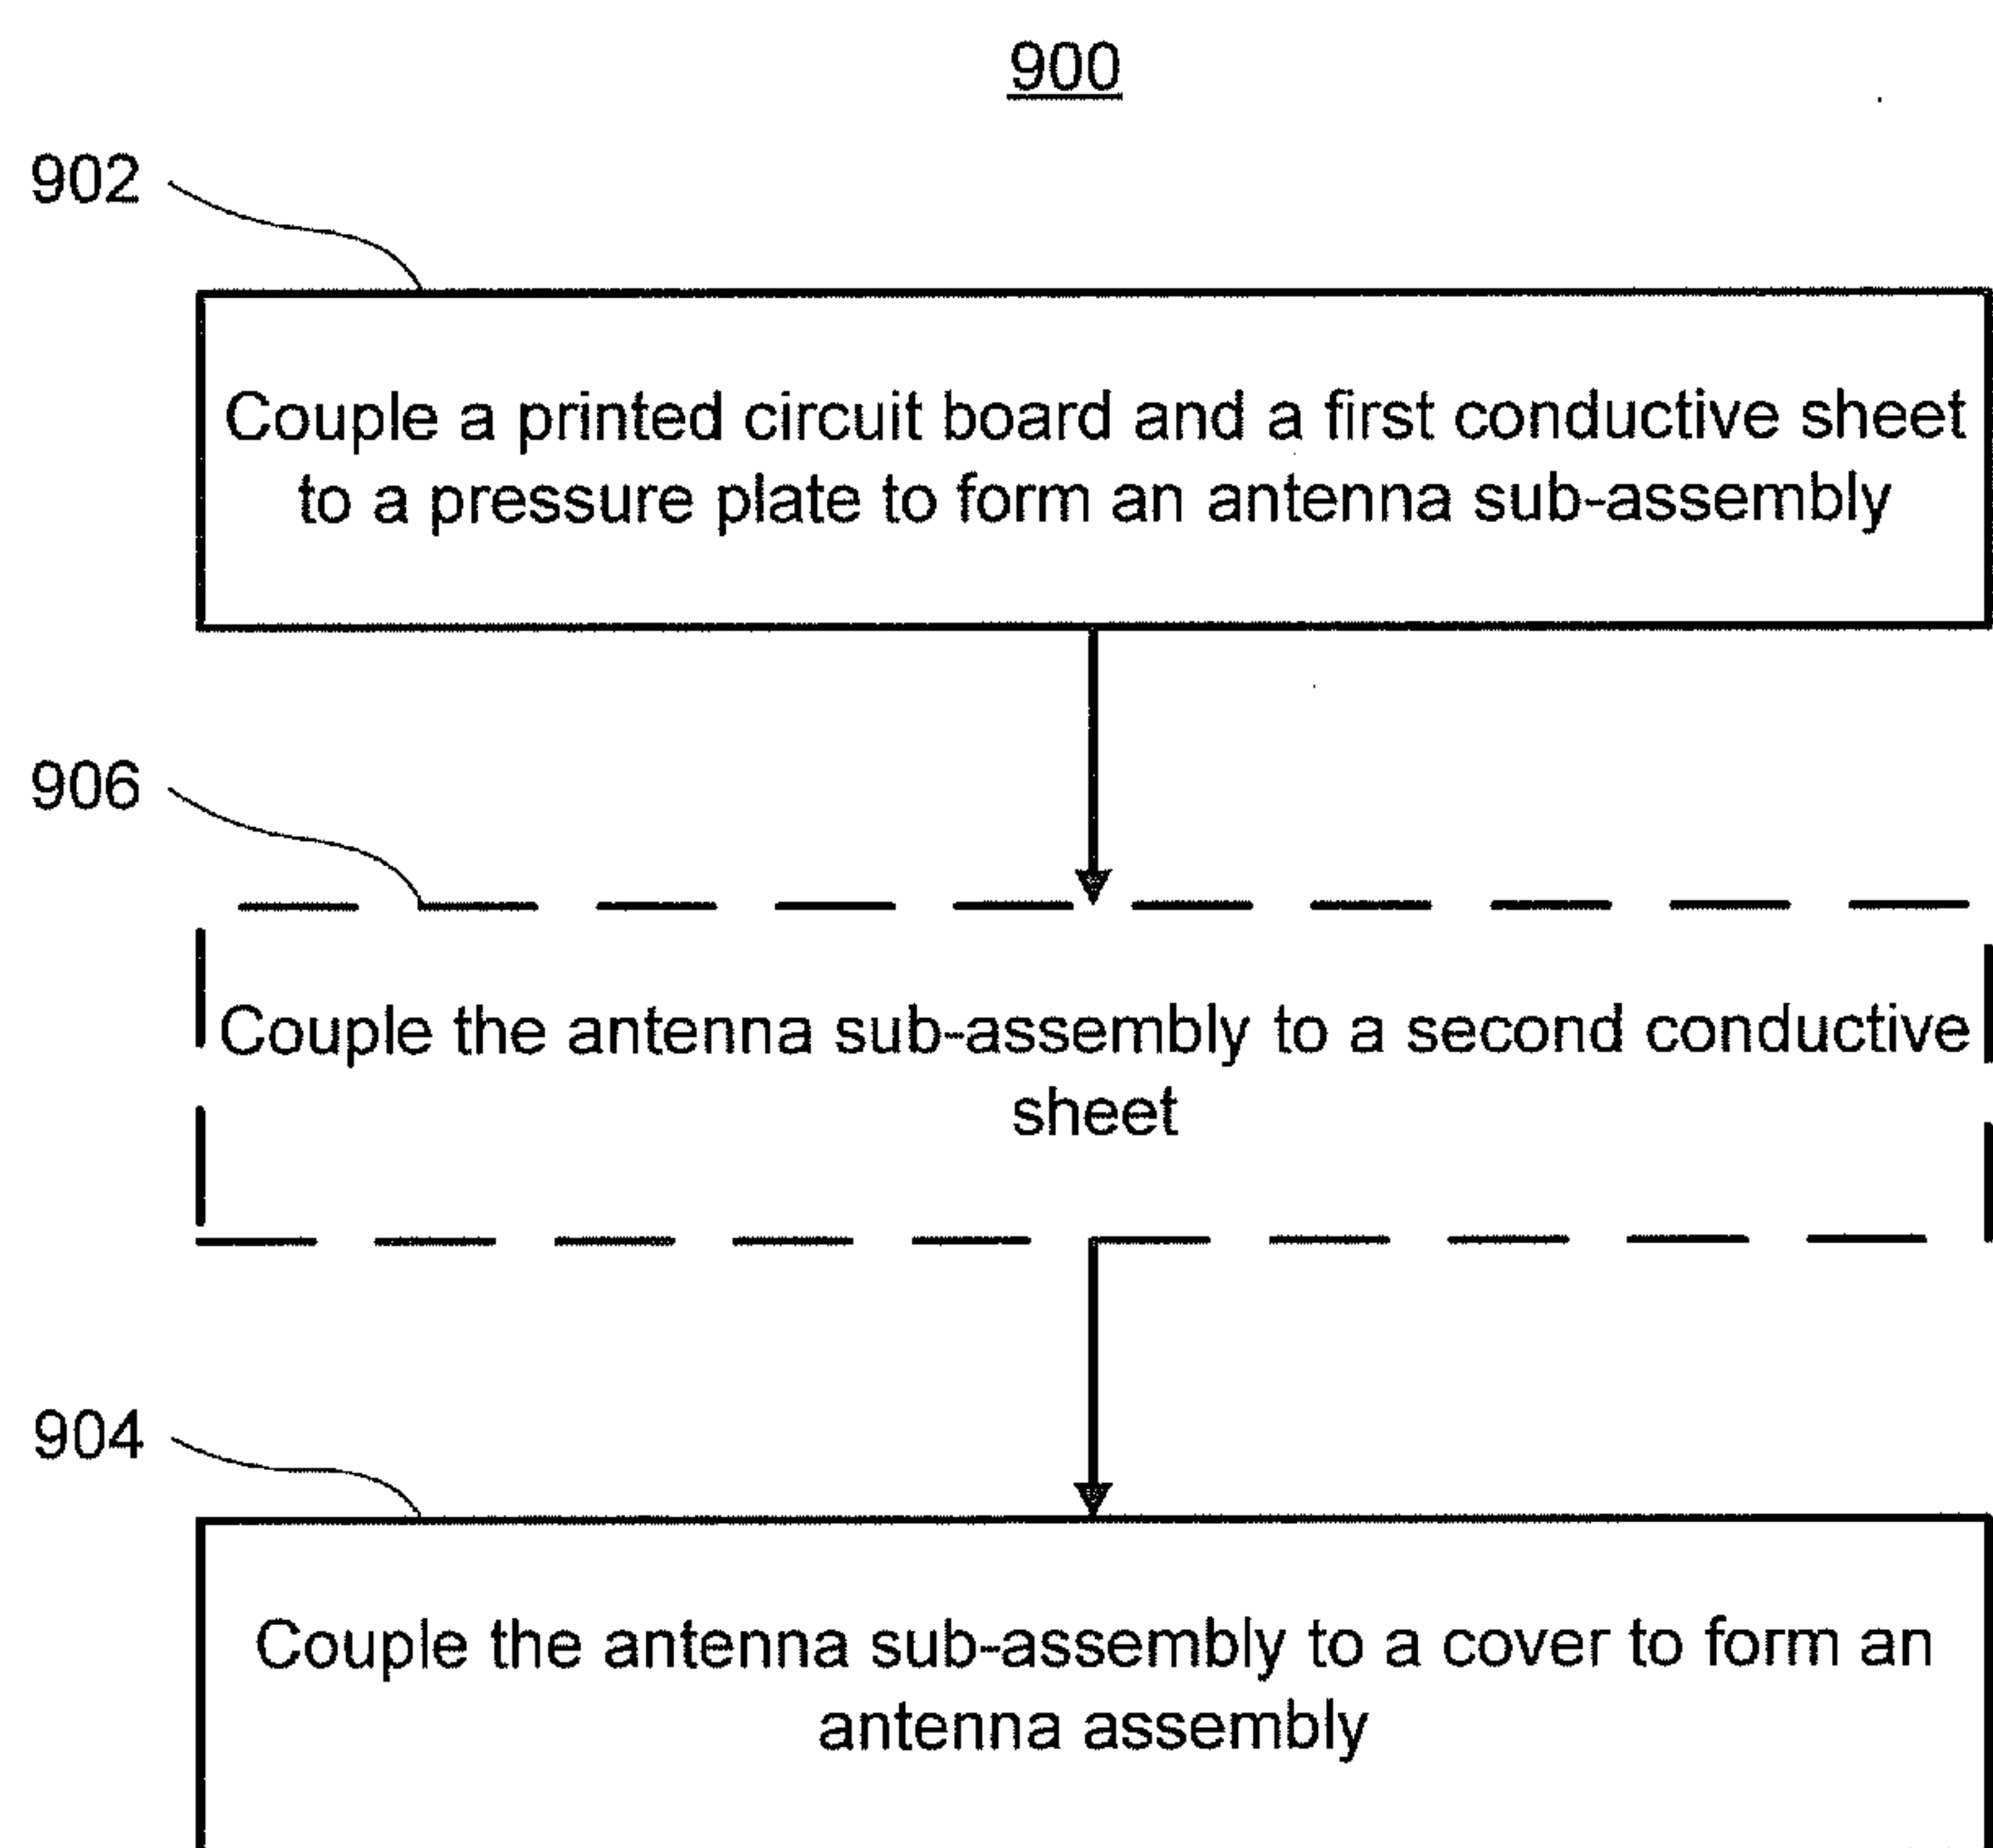 900
902
Couple a printed circuit board and a first conductive sheet
to a pressure plate to form an antenna sub-assembly
906
Couple the antenna sub-assembly to a second conductive
sheet
904
Couple the antenna sub-assembly to a cover to form an
antenna assembly